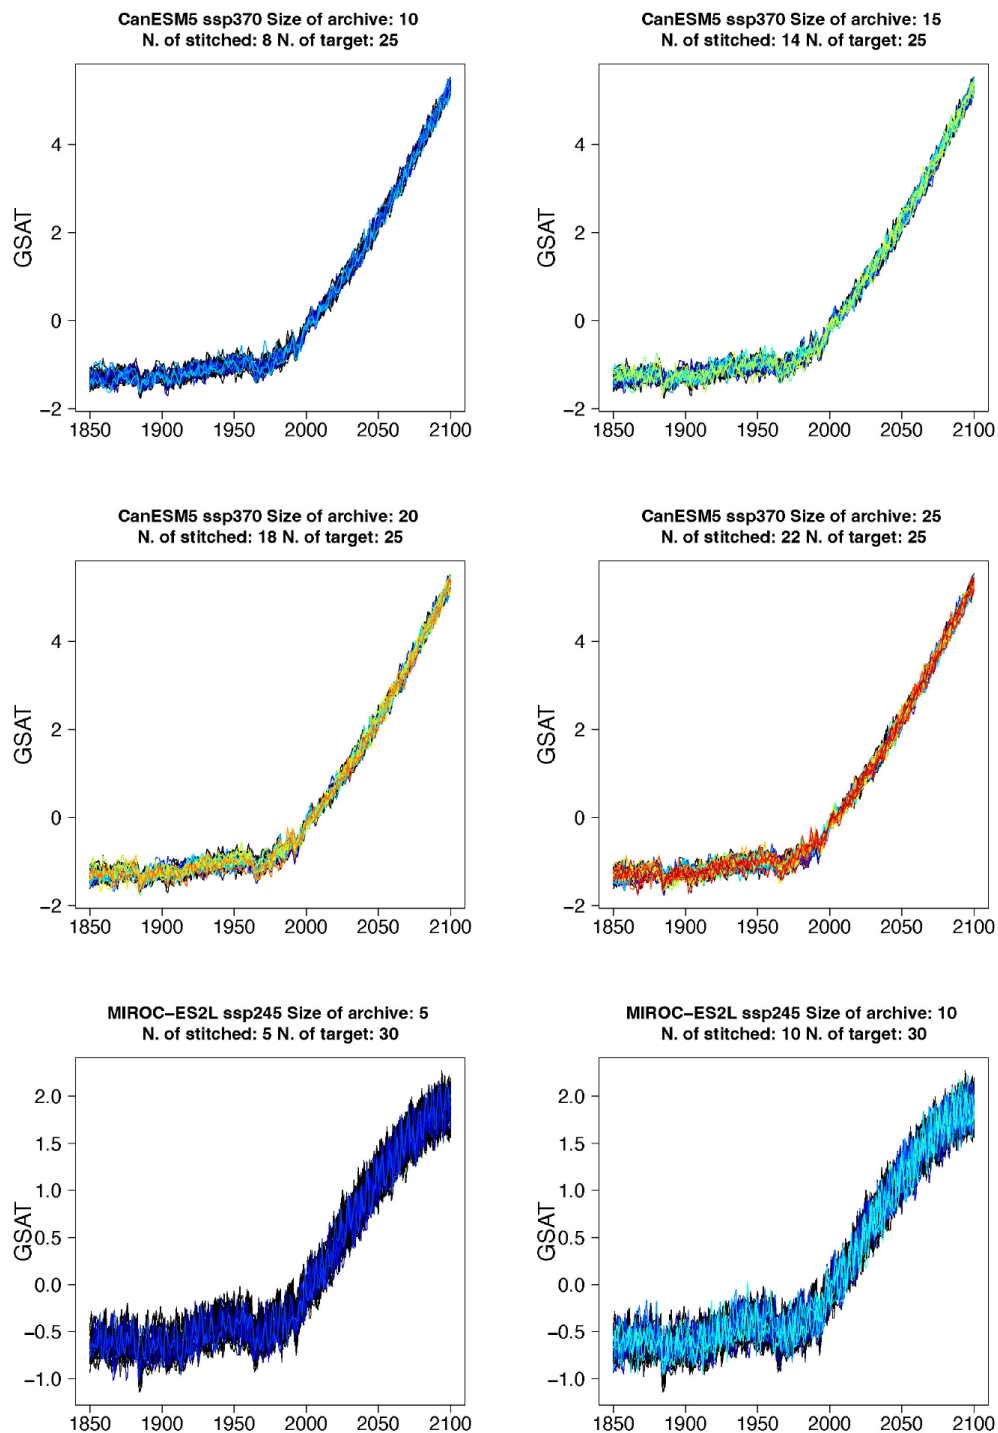 CanESM5 ssp370 Size of archive: 10
N. of stitched: 8 N. of target: 25
GSAT
4
2
0
−2
1850 1900 1950 2000 2050 2100
CanESM5 ssp370 Size of archive: 15
N. of stitched: 14 N. of target: 25
GSAT
4
2
0
−2
1850 1900 1950 2000 2050 2100
CanESM5 ssp370 Size of archive: 20
N. of stitched: 18 N. of target: 25
GSAT
4
2
0
−2
1850 1900 1950 2000 2050 2100
CanESM5 ssp370 Size of archive: 25
N. of stitched: 22 N. of target: 25
GSAT
4
2
0
−2
1850 1900 1950 2000 2050 2100
MIROC−ES2L ssp245 Size of archive: 5
N. of stitched: 5 N. of target: 30
GSAT
2.0
1.5
1.0
0.5
0.0
−0.5
−1.0
1850 1900 1950 2000 2050 2100
MIROC−ES2L ssp245 Size of archive: 10
N. of stitched: 10 N. of target: 30
GSAT
2.0
1.5
1.0
0.5
0.0
−0.5
−1.0
1850 1900 1950 2000 2050 2100